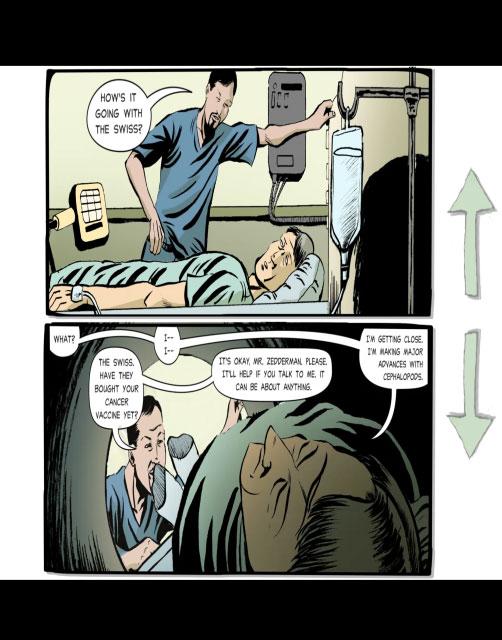 HOW'S IT
GOING WITH
THE SWISS?
WHAT?
THE SWISS.
HAVE THEY
BOUGHT YOUR
CANCER
VACCINE YET?
I--
I--
IT'S OKAY, MR. ZEDDERMAN, PLEASE.
IT'LL HELP IF YOU TALK TO ME. IT
CAN BE ABOUT ANYTHING.
I'M GETTING CLOSE.
I'M MAKING MAJOR
ADVANCES WITH
CEPHALOPODS.